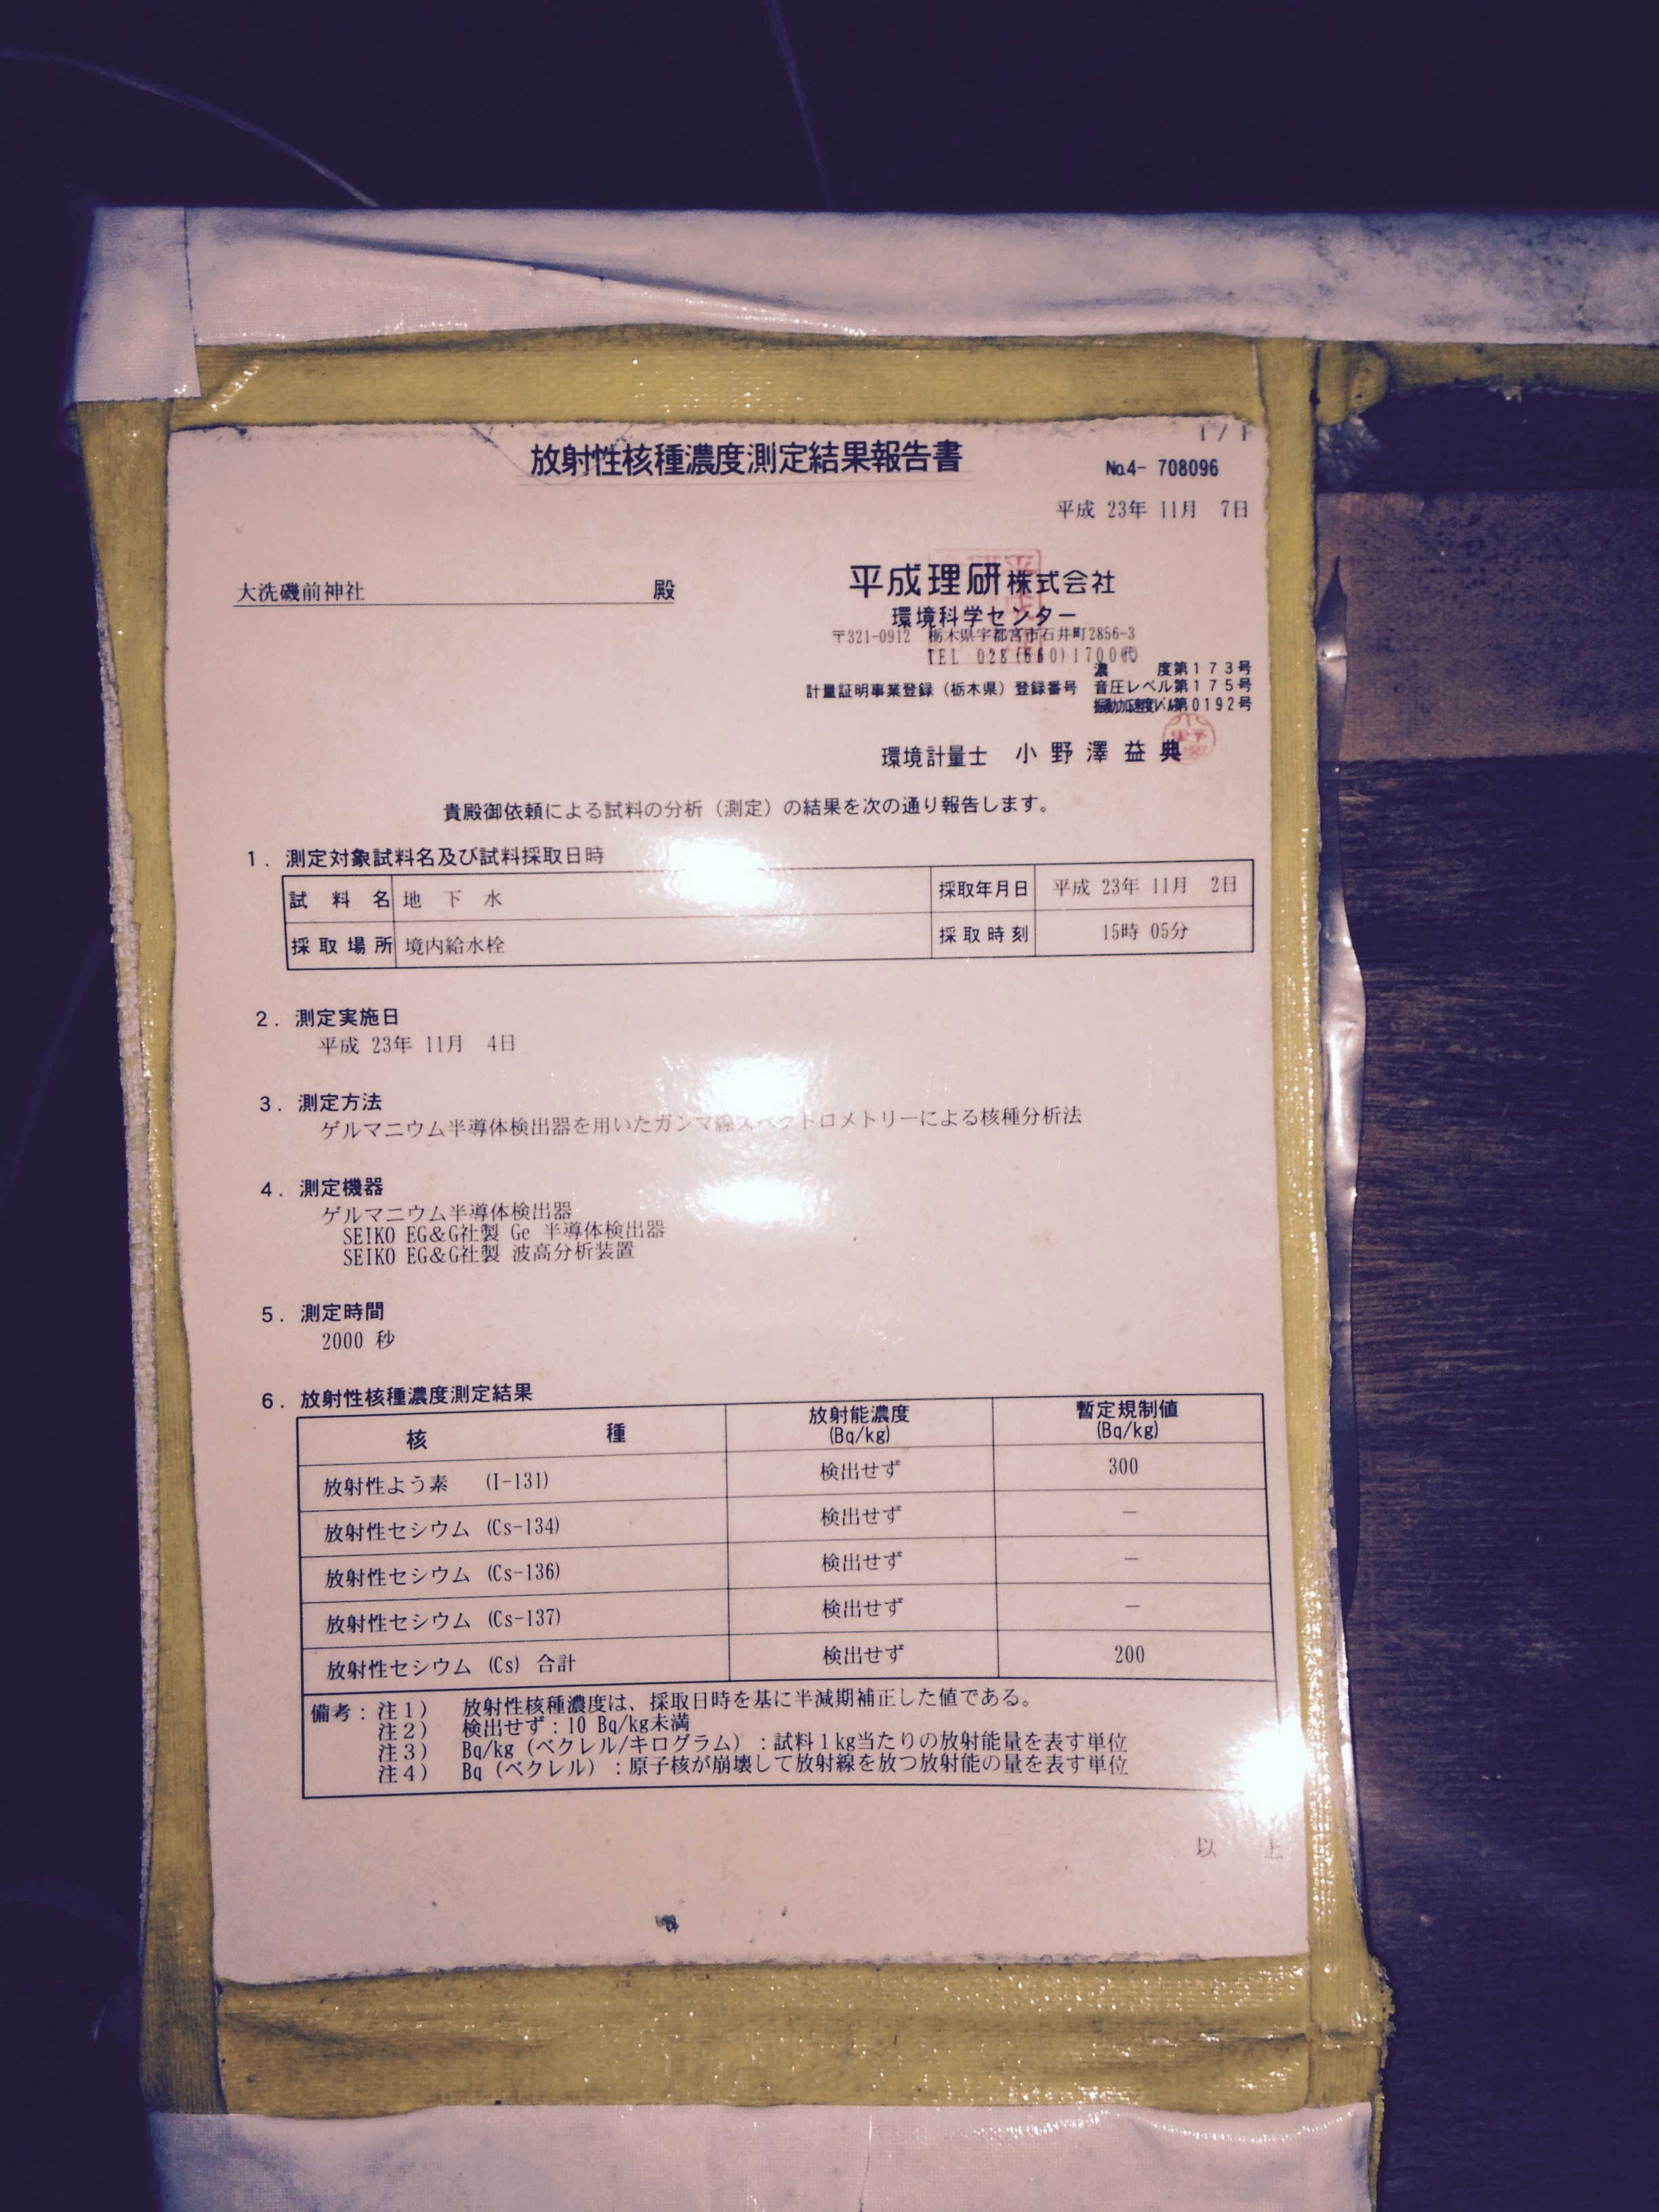 1/1
放射性核種濃度測定結果報告書
No.4- 708096
平成 23年 11月 7日
大洗磯前神社 殿
平成理研株式会社
環境科学センター
〒321-0912 栃木県宇都宮市石井町2856-3
TEL 028(660)1700㈹
計量証明事業登録(栃木県)登録番号
濃 度第173号
音圧レベル第175号
振動加速度レベル第0192号
環境計量士 小野澤益典
貴殿御依頼による試料の分析(測定)の結果を次の通り報告します。
1. 測定対象試料名及び試料採取日時
試料名 地下水 採取年月日 平成 23年 11月 2日
採取場所 境内給水栓 採取時刻 15時 05分
2. 測定実施日
平成 23年 11月 4日
3. 測定方法
ゲルマニウム半導体検出器を用いたガンマ線スペクトロメトリーによる核種分析法
4. 測定機器
ゲルマニウム半導体検出器
SEIKO EG&G社製 Ge 半導体検出器
SEIKO EG&G社製 波高分析装置
5. 測定時間
2000 秒
6. 放射性核種濃度測定結果
核種 放射能濃度(Bq/kg) 暫定規制値(Bq/kg)
放射性よう素 (I-131) 検出せず 300
放射性セシウム (Cs-134) 検出せず −
放射性セシウム (Cs-136) 検出せず −
放射性セシウム (Cs-137) 検出せず −
放射性セシウム (Cs) 合計 検出せず 200
備考:注1) 放射性核種濃度は、採取日時を基に半減期補正した値である。
注2) 検出せず:10 Bq/kg未満
注3) Bq/kg(ベクレル/キログラム):試料1kg当たりの放射能量を表す単位
注4) Bq(ベクレル):原子核が崩壊して放射線を放つ放射能の量を表す単位
以上